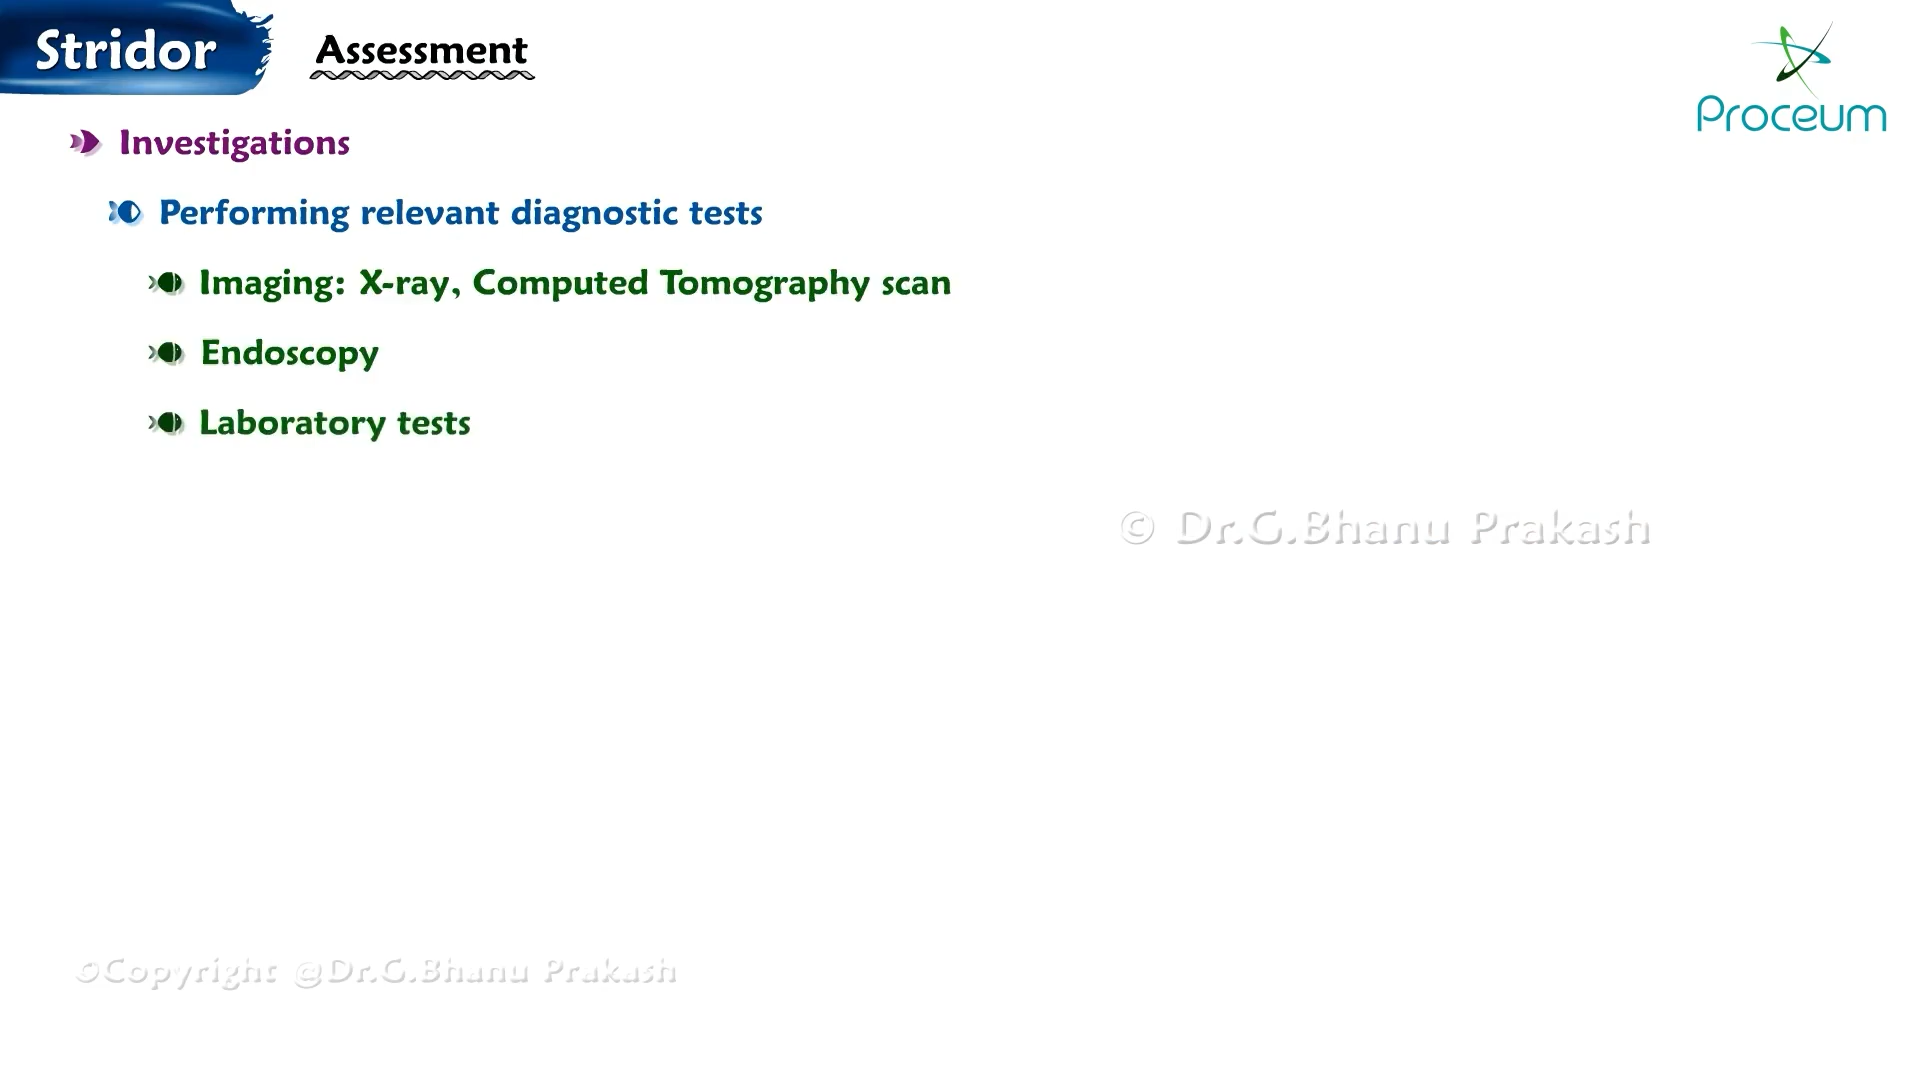 Stridor
Assessment
Proceum
Investigations
Performing relevant diagnostic tests
Imaging: X-ray, Computed Tomography scan
Endoscopy
Laboratory tests
© Dr.G.Bhanu Prakash
©Copyright @Dr.G.Bhanu Prakash